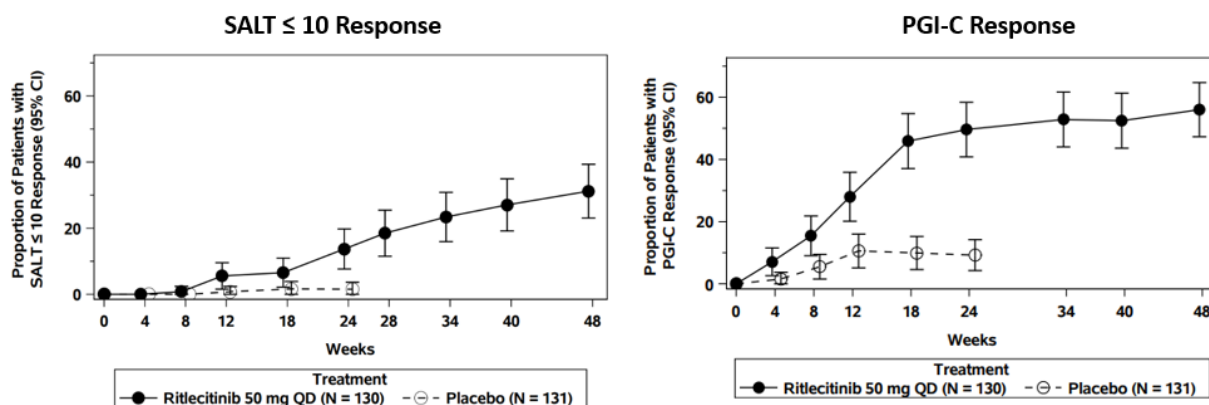 SALT ≤ 10 Response
Proportion of Patients with
SALT ≤ 10 Response (95% CI)
60
40
20
0
0 4 8 12 18 24 28 34 40 48
Weeks
Treatment
Ritlecitinib 50 mg QD (N = 130) Placebo (N = 131)
PGI-C Response
Proportion of Patients with
PGI-C Response (95% CI)
60
40
20
0
0 4 8 12 18 24 34 40 48
Weeks
Treatment
Ritlecitinib 50 mg QD (N = 130) Placebo (N = 131)